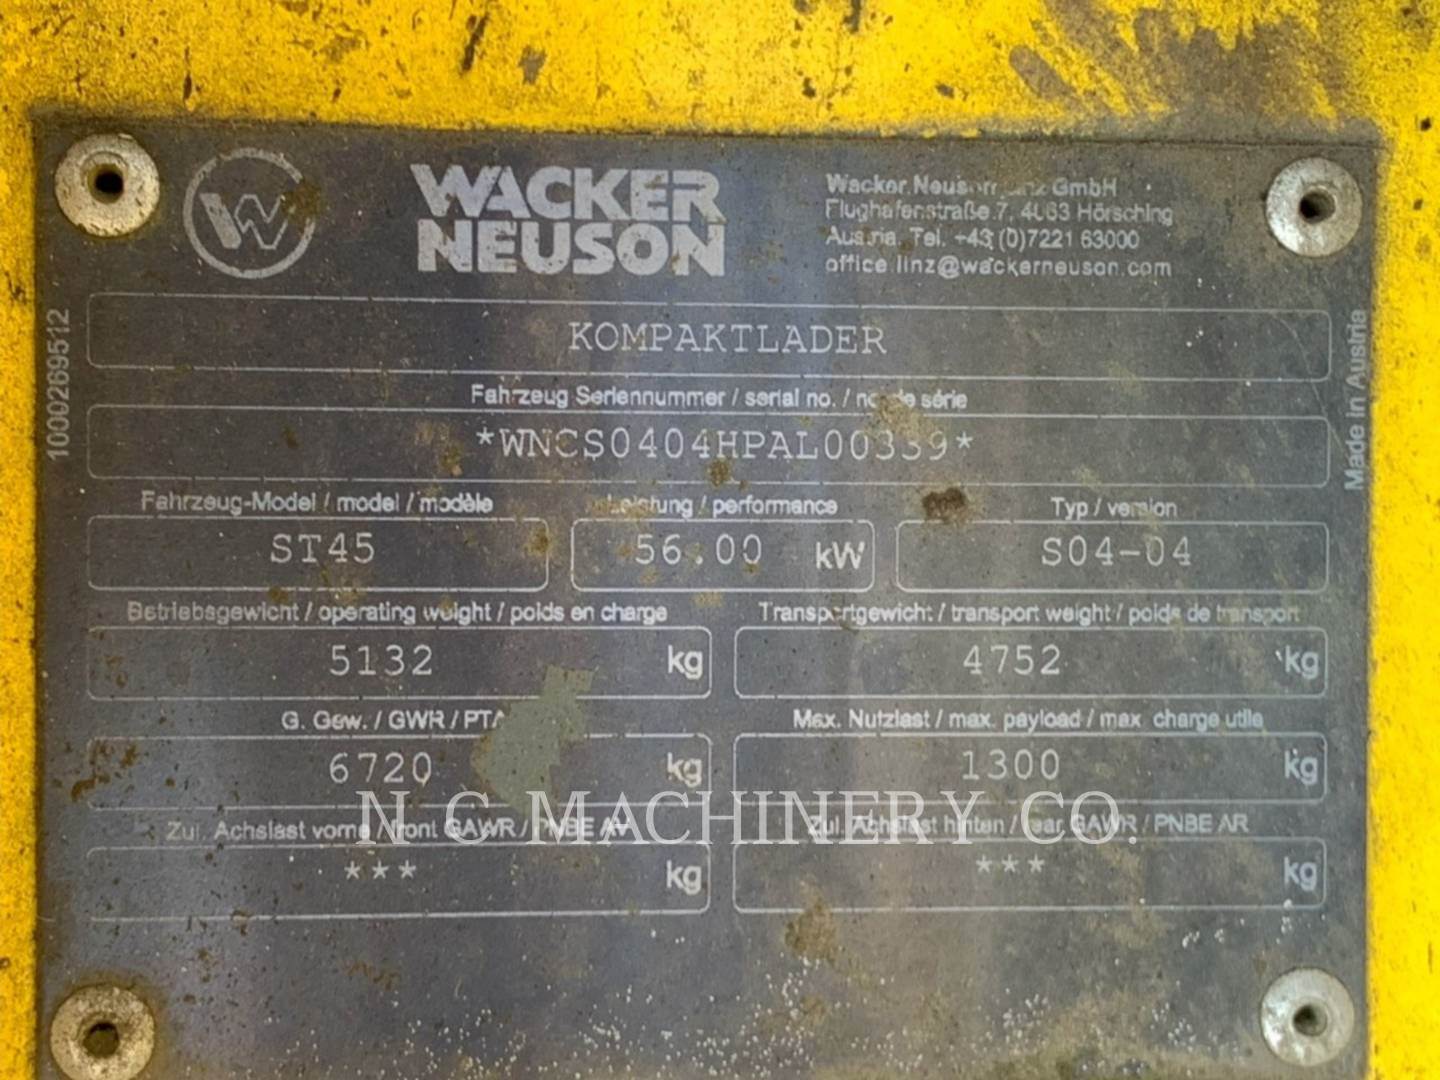 WACKER
NEUSON
Wacker Neuson Linz GmbH
Flughafenstraße 7, 4063 Hörsching
Austria, Tel. +43 (0)7221 63000
office.linz@wackerneuson.com
1000269512
Made in Austria
KOMPAKTLADER
Fahrzeug Seriennummer / serial no. / no. de série
*WNCS0404HPAL00339*
Fahrzeug-Model / model / modèle
Leistung / performance
Typ / version
ST45
56.00 kW
S04-04
Betriebsgewicht / operating weight / poids en charge
Transportgewicht / transport weight / poids de transport
5132 kg
4752 kg
G. Gew. / GWR / PTA
Max. Nutzlast / max. payload / max. charge utile
6720 kg
1300 kg
N C MACHINERY CO.
Zul. Achslast vorne / front GAWR / PNBE AV
Zul. Achslast hinten / rear GAWR / PNBE AR
*** kg
*** kg